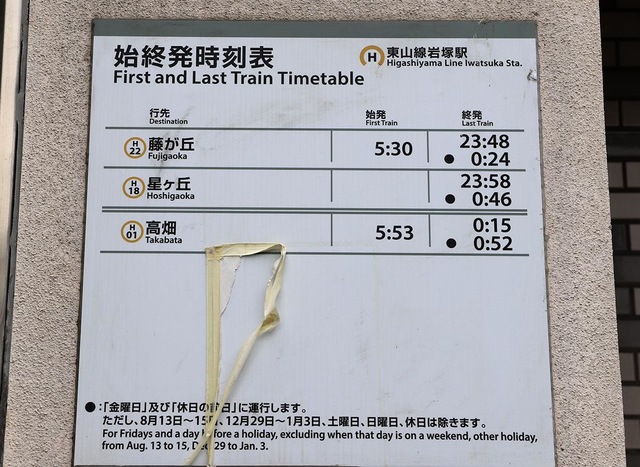 始終発時刻表
First and Last Train Timetable
H 東山線岩塚駅
Higashiyama Line Iwatsuka Sta.
行先 始発 終発
Destination First Train Last Train
H22 藤が丘 Fujigaoka 5:30 23:48
● 0:24
H18 星ヶ丘 Hoshigaoka 23:58
● 0:46
H01 高畑 Takabata 5:53 0:15
● 0:52
●:「金曜日」及び「休日の 日」に運行します。
ただし、8月13日〜15日、12月29日〜1月3日、土曜日、日曜日、休日は除きます。
For Fridays and a day before a holiday, excluding when that day is on a weekend, other holiday,
from Aug. 13 to 15, Dec. 29 to Jan. 3.